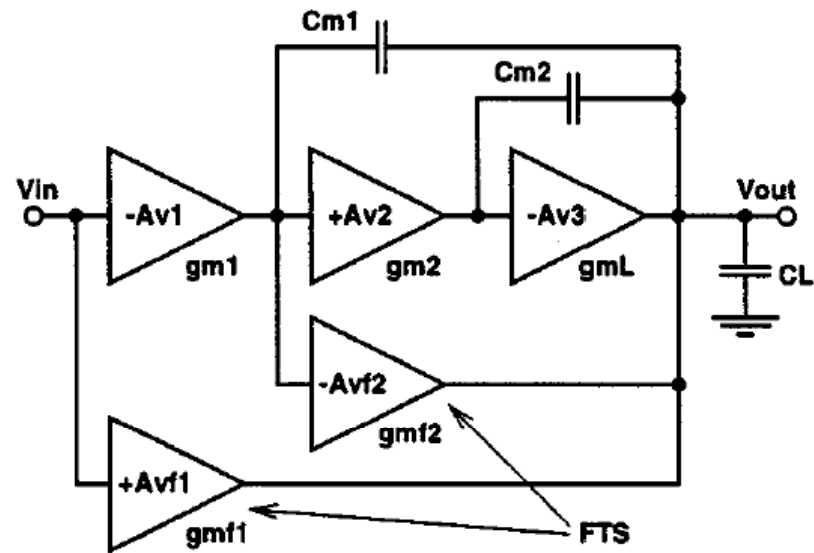 Cm1
Cm2
Vin
-Av1
+Av2
-Av3
Vout
gm1
gm2
gmL
CL
-Avf2
gmf2
+Avf1
gmf1
FTS